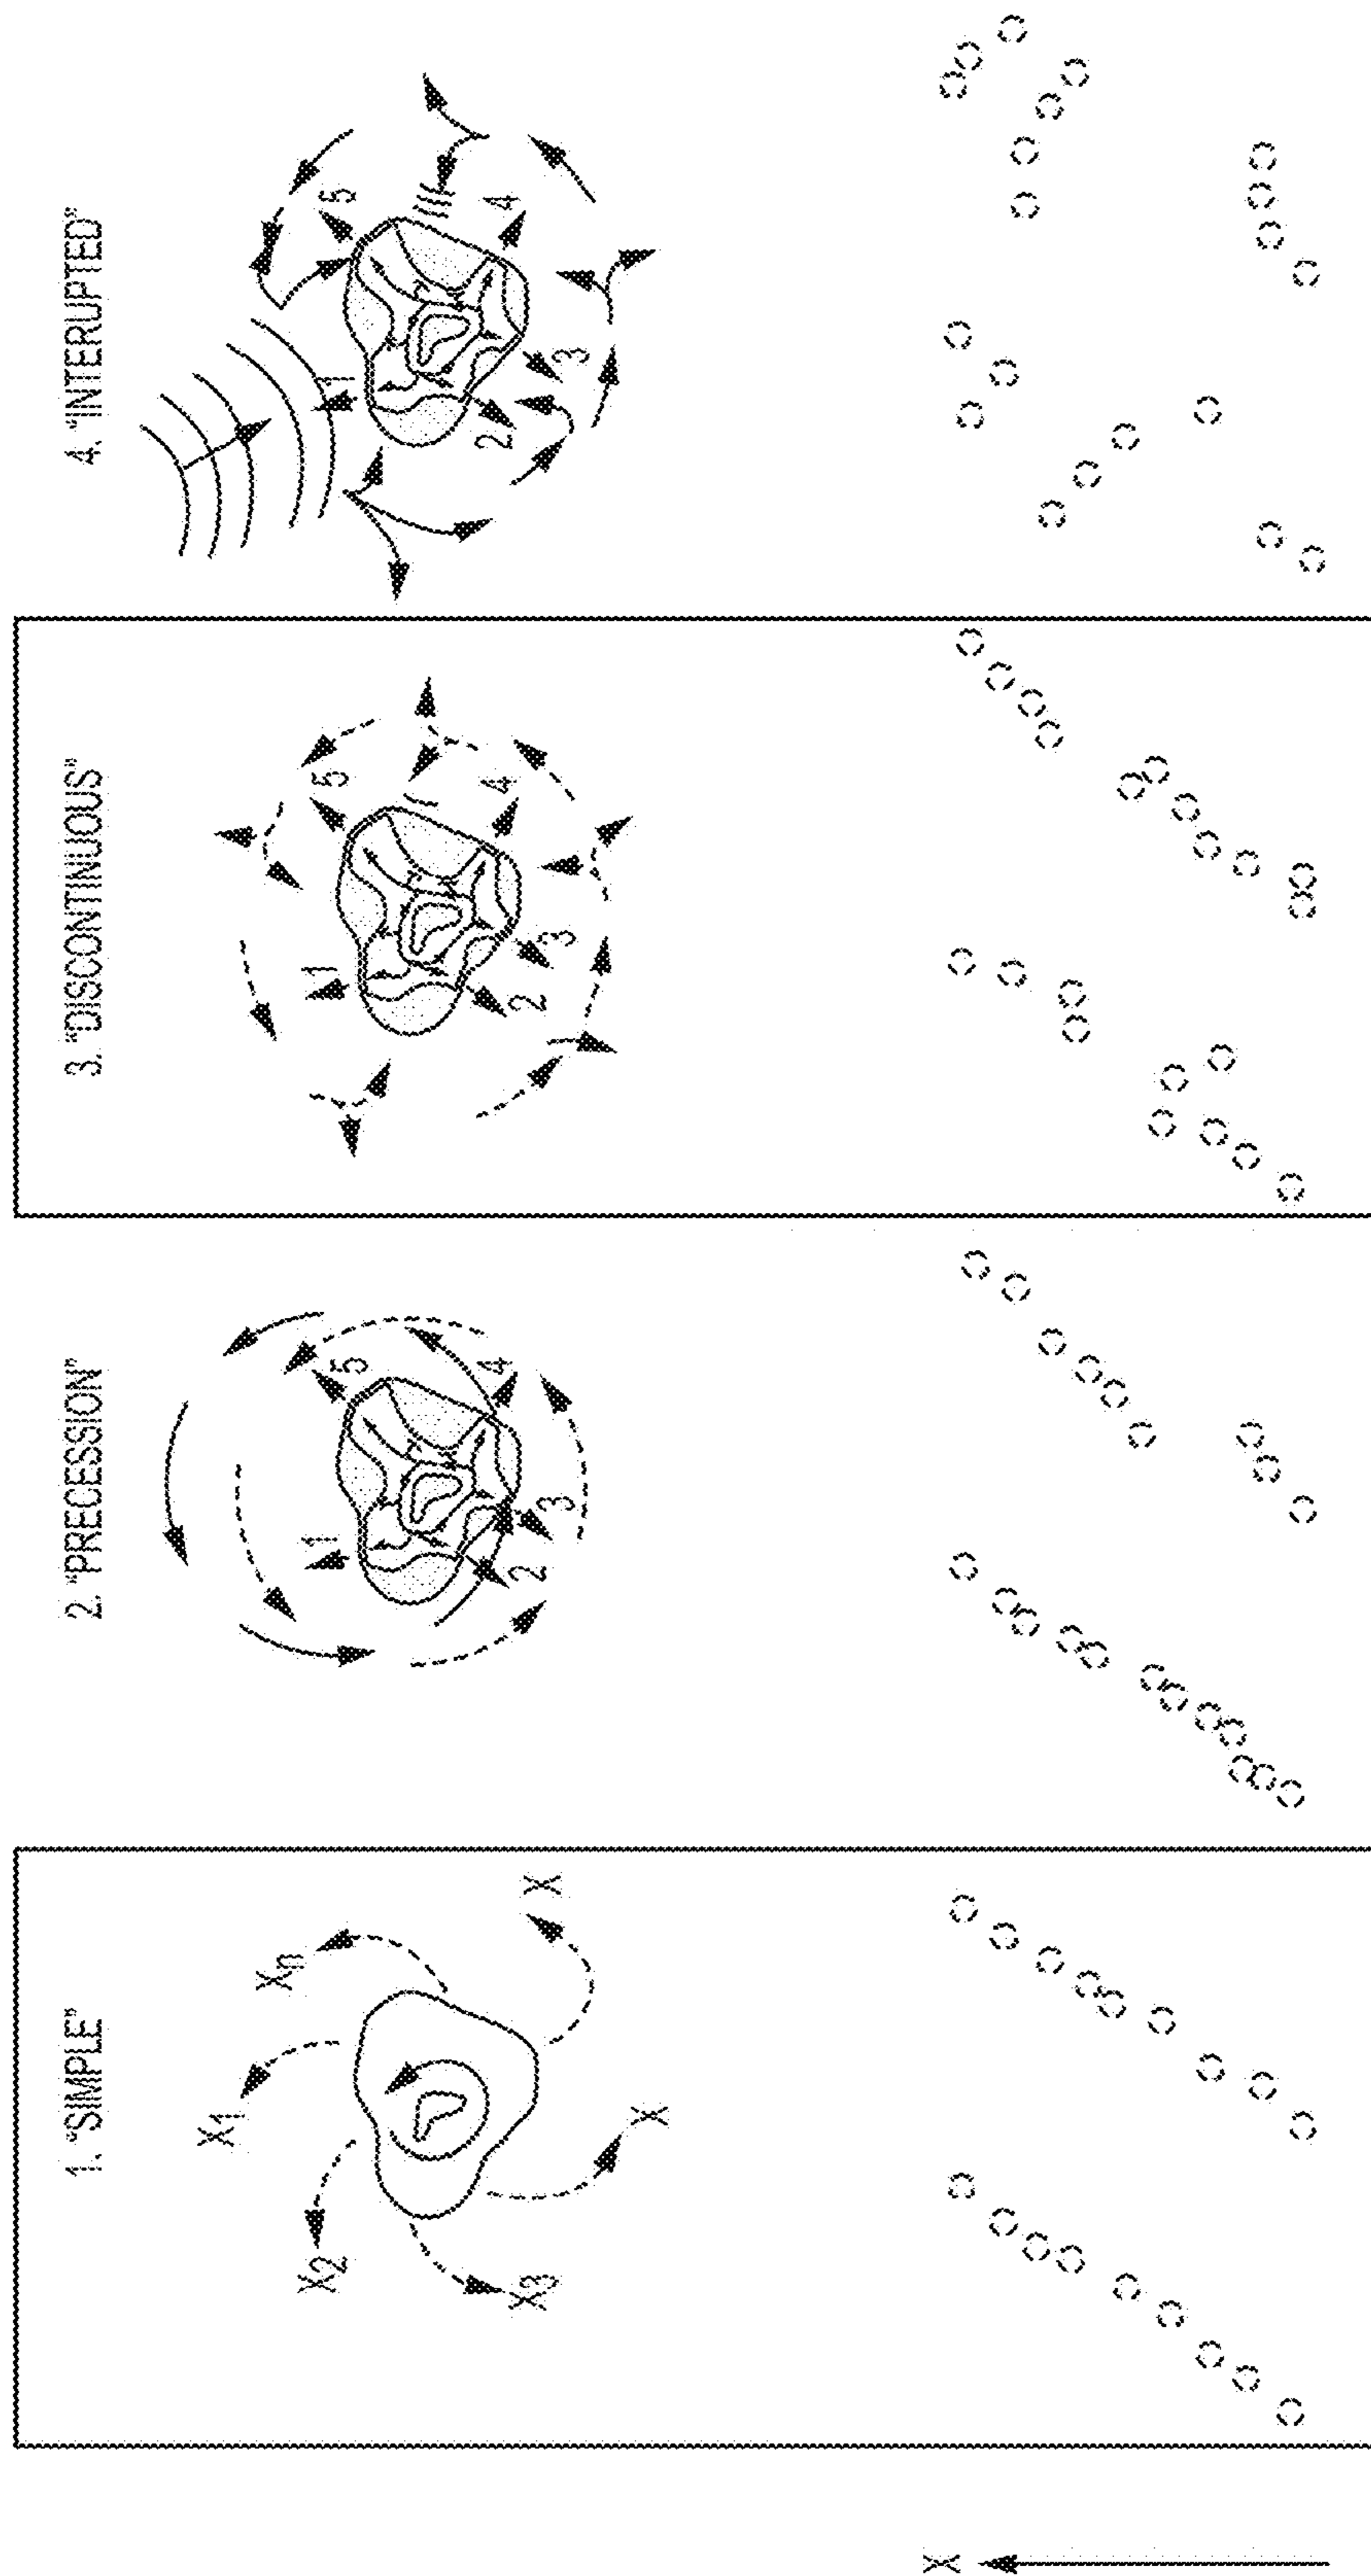 1. "SIMPLE"
X1
Xn
X2
X3
X
X
2. "PRECESSION"
1
5
2
3
4
3. "DISCONTINUOUS"
1
5
2
3
4
4. "INTERUPTED"
1
5
2
3
4
X